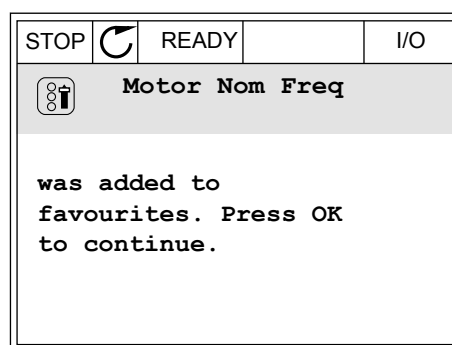 STOP READY I/O
Motor Nom Freq
was added to
favourites. Press OK
to continue.